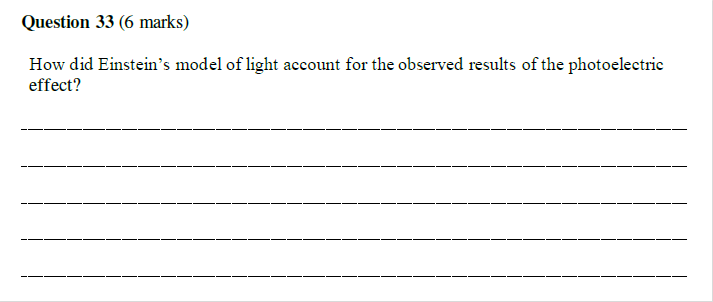 Question 33 (6 marks)
How did Einstein's model of light account for the observed results of the photoelectric
effect?